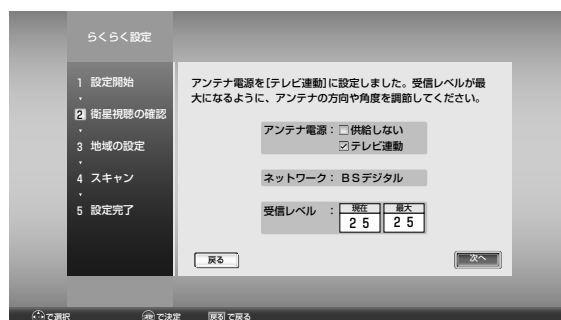 らくらく設定
1 設定開始
2 衛星視聴の確認
3 地域の設定
4 スキャン
5 設定完了
アンテナ電源を[テレビ連動]に設定しました。受信レベルが最
大になるように、アンテナの方向や角度を調節してください。
アンテナ電源：□供給しない
☑テレビ連動
ネットワーク：BSデジタル
受信レベル ： 現在 最大
25 25
戻る 次へ
で選択 決定 で決定 戻る で戻る